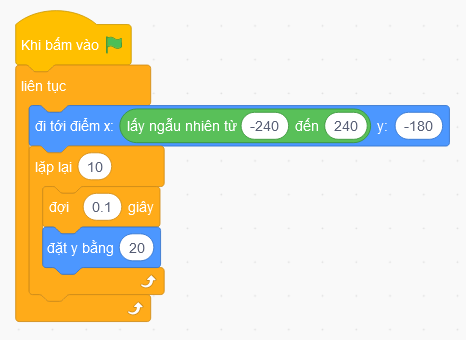 Khi bấm vào
liên tục
đi tới điểm x: lấy ngẫu nhiên từ -240 đến 240 y: -180
lặp lại 10
đợi 0.1 giây
đặt y bằng 20